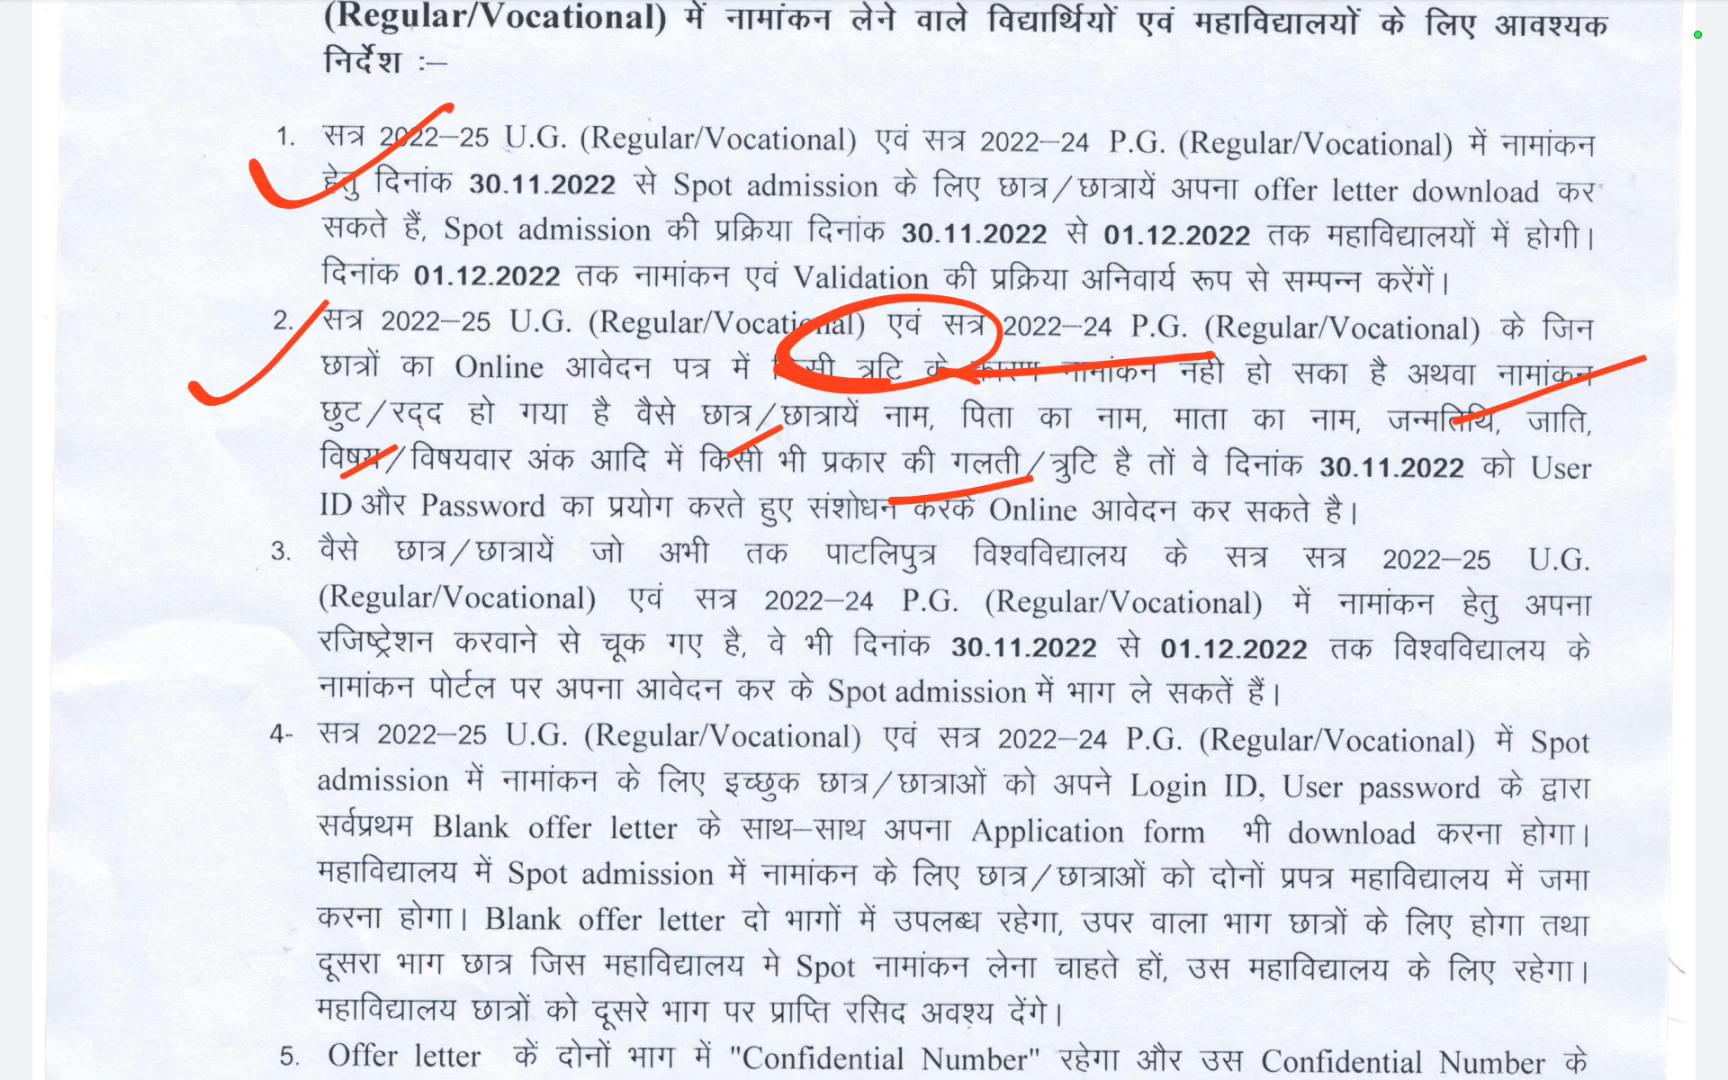 (Regular/Vocational) में नामांकन लेने वाले विद्यार्थियों एवं महाविद्यालयों के लिए आवश्यक
निर्देश :–
1. सत्र 2022–25 U.G. (Regular/Vocational) एवं सत्र 2022–24 P.G. (Regular/Vocational) में नामांकन
हेतु दिनांक 30.11.2022 से Spot admission के लिए छात्र/छात्रायें अपना offer letter download कर
सकते हैं, Spot admission की प्रक्रिया दिनांक 30.11.2022 से 01.12.2022 तक महाविद्यालयों में होगी।
दिनांक 01.12.2022 तक नामांकन एवं Validation की प्रक्रिया अनिवार्य रूप से सम्पन्न करेंगें।
2. सत्र 2022–25 U.G. (Regular/Vocational) एवं सत्र 2022–24 P.G. (Regular/Vocational) के जिन
छात्रों का Online आवेदन पत्र में किसी त्रुटि के कारण नामांकन नही हो सका है अथवा नामांकन
छुट/रद्द हो गया है वैसे छात्र/छात्रायें नाम, पिता का नाम, माता का नाम, जन्मतिथि, जाति,
विषय/विषयवार अंक आदि में किसी भी प्रकार की गलती/त्रुटि है तों वे दिनांक 30.11.2022 को User
ID और Password का प्रयोग करते हुए संशोधन करके Online आवेदन कर सकते है।
3. वैसे छात्र/छात्रायें जो अभी तक पाटलिपुत्र विश्वविद्यालय के सत्र सत्र 2022–25 U.G.
(Regular/Vocational) एवं सत्र 2022–24 P.G. (Regular/Vocational) में नामांकन हेतु अपना
रजिष्ट्रेशन करवाने से चूक गए है, वे भी दिनांक 30.11.2022 से 01.12.2022 तक विश्वविद्यालय के
नामांकन पोर्टल पर अपना आवेदन कर के Spot admission में भाग ले सकतें हैं।
4- सत्र 2022–25 U.G. (Regular/Vocational) एवं सत्र 2022–24 P.G. (Regular/Vocational) में Spot
admission में नामांकन के लिए इच्छुक छात्र/छात्राओं को अपने Login ID, User password के द्वारा
सर्वप्रथम Blank offer letter के साथ–साथ अपना Application form भी download करना होगा।
महाविद्यालय में Spot admission में नामांकन के लिए छात्र/छात्राओं को दोनों प्रपत्र महाविद्यालय में जमा
करना होगा। Blank offer letter दो भागों में उपलब्ध रहेगा, उपर वाला भाग छात्रों के लिए होगा तथा
दूसरा भाग छात्र जिस महाविद्यालय मे Spot नामांकन लेना चाहते हों, उस महाविद्यालय के लिए रहेगा।
महाविद्यालय छात्रों को दूसरे भाग पर प्राप्ति रसिद अवश्य देंगे।
5. Offer letter कें दोनों भाग में "Confidential Number" रहेगा और उस Confidential Number के